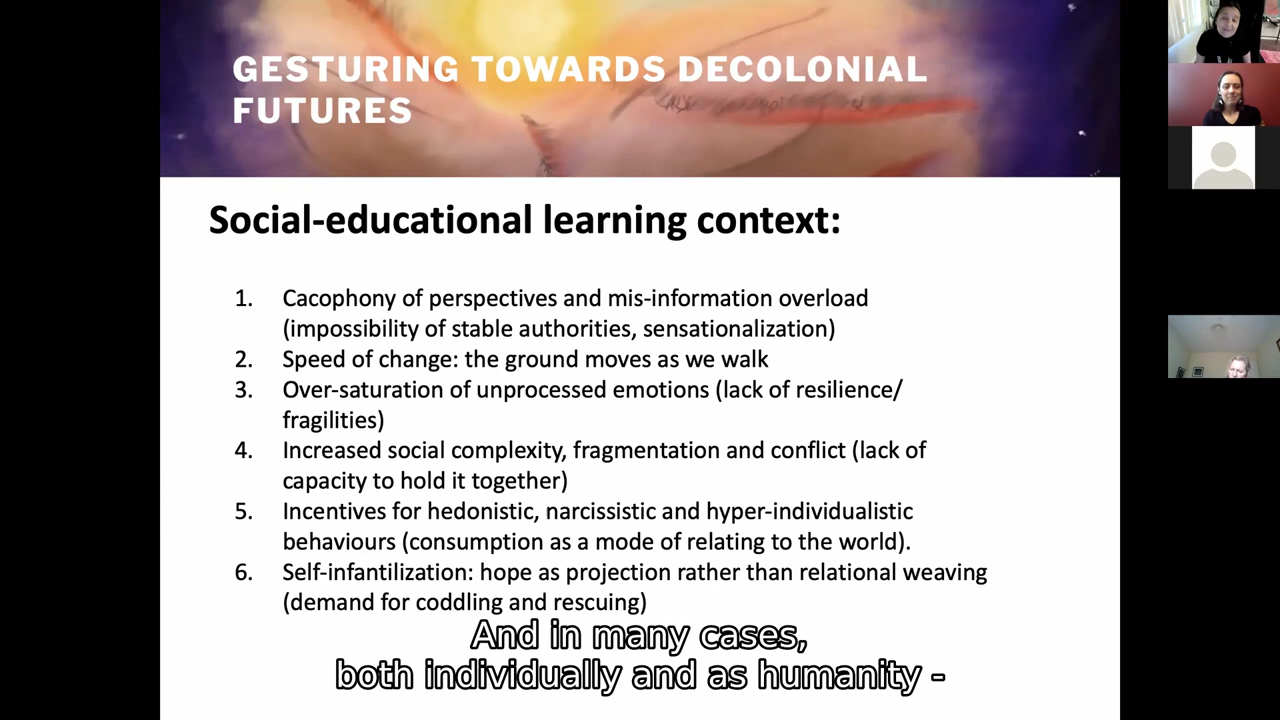 GESTURING TOWARDS DECOLONIAL
FUTURES
Social-educational learning context:
1. Cacophony of perspectives and mis-information overload
(impossibility of stable authorities, sensationalization)
2. Speed of change: the ground moves as we walk
3. Over-saturation of unprocessed emotions (lack of resilience/
fragilities)
4. Increased social complexity, fragmentation and conflict (lack of
capacity to hold it together)
5. Incentives for hedonistic, narcissistic and hyper-individualistic
behaviours (consumption as a mode of relating to the world).
6. Self-infantilization: hope as projection rather than relational weaving
(demand for coddling and rescuing)
And in many cases,
both individually and as humanity -